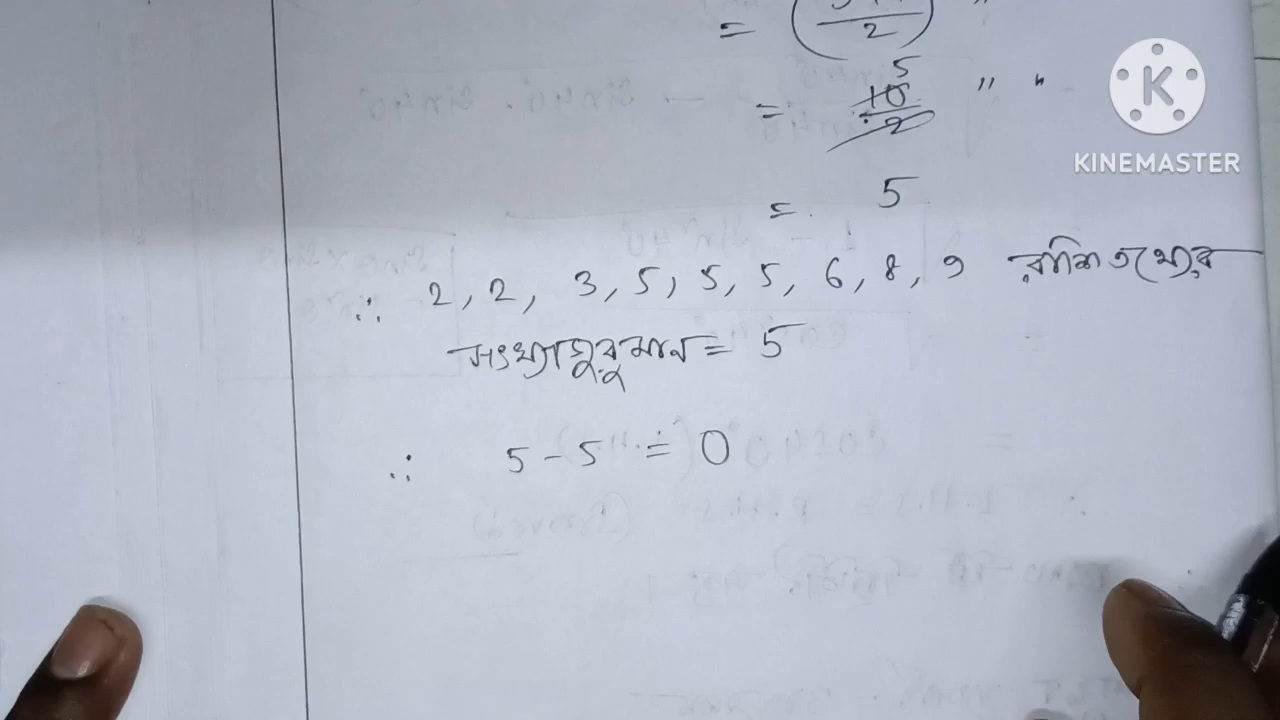 = ( /2) "
= 10/2 5 " "
= 5
∴ 2, 2, 3, 5, 5, 5, 6, 8, 9 রাশিতথ্যের
সংখ্যাগুরুমান = 5
∴ 5 - 5 = 0
K
KINEMASTER